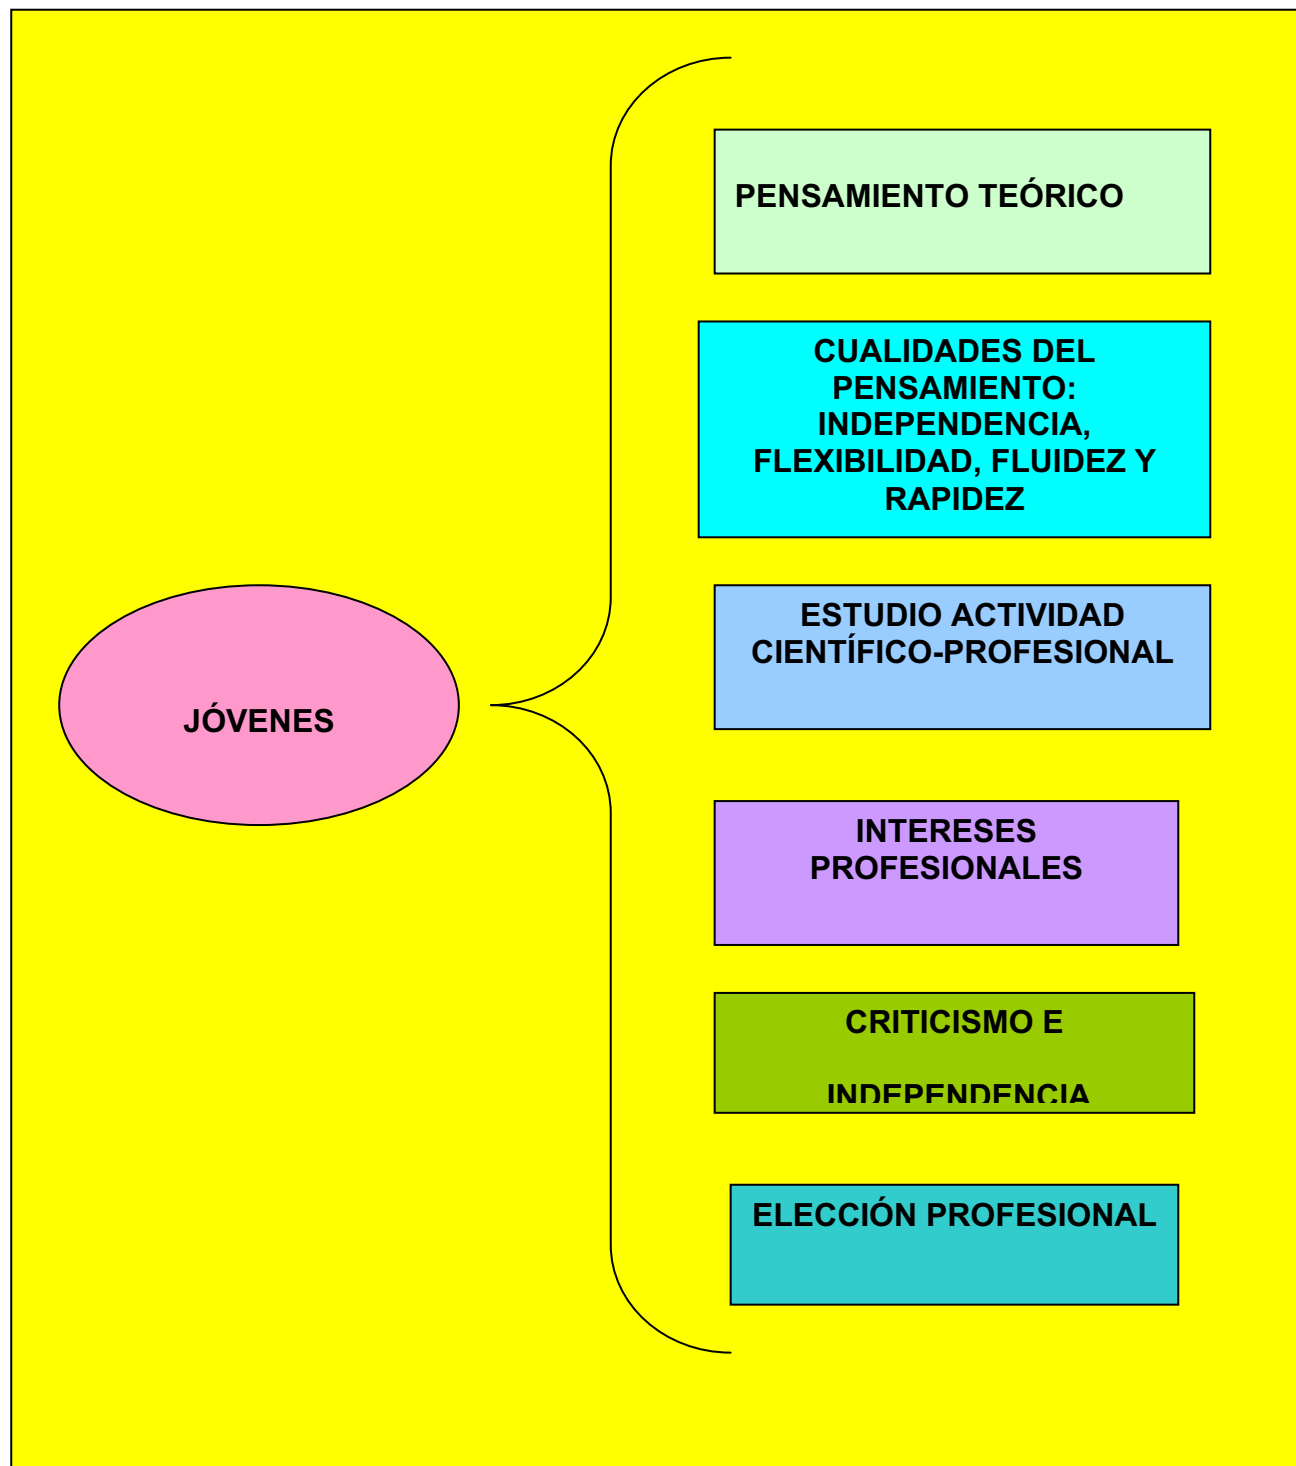 PENSAMIENTO TEÓRICO
CUALIDADES DEL
PENSAMIENTO:
INDEPENDENCIA,
FLEXIBILIDAD, FLUIDEZ Y
RAPIDEZ
ESTUDIO ACTIVIDAD
CIENTÍFICO-PROFESIONAL
JÓVENES
INTERESES
PROFESIONALES
CRITICISMO E
INDEPENDENCIA
ELECCIÓN PROFESIONAL